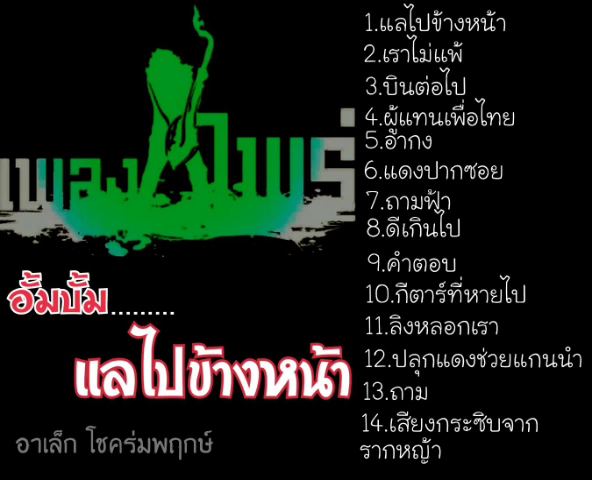 เพลงไพร่
อั้มบั้ม.........
แลไปข้างหน้า
อาเล็ก โชคร่มพฤกษ์
1.แลไปข้างหน้า
2.เราไม่แพ้
3.บินต่อไป
4.ผู้แทนเพื่อไทย
5.อากง
6.แดงปากซอย
7.ถามฟ้า
8.ดีเกินไป
9.คำตอบ
10.กีตาร์ที่หายไป
11.ลิงหลอกเรา
12.ปลุกแดงช่วยแกนนำ
13.ถาม
14.เสียงกระซิบจาก
รากหญ้า